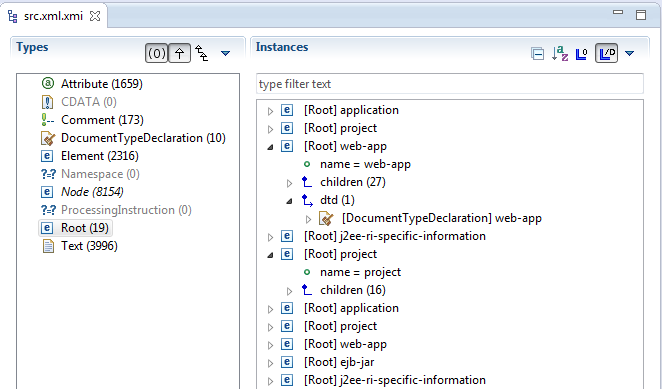 src.xml.xmi
Types
(0)
Attribute (1659)
CDATA (0)
Comment (173)
DocumentTypeDeclaration (10)
Element (2316)
Namespace (0)
Node (8154)
ProcessingInstruction (0)
Root (19)
Text (3996)
Instances
type filter text
[Root] application
[Root] project
[Root] web-app
name = web-app
children (27)
dtd (1)
[DocumentTypeDeclaration] web-app
[Root] j2ee-ri-specific-information
[Root] project
name = project
children (16)
[Root] application
[Root] project
[Root] web-app
[Root] ejb-jar
[Root] j2ee-ri-specific-information